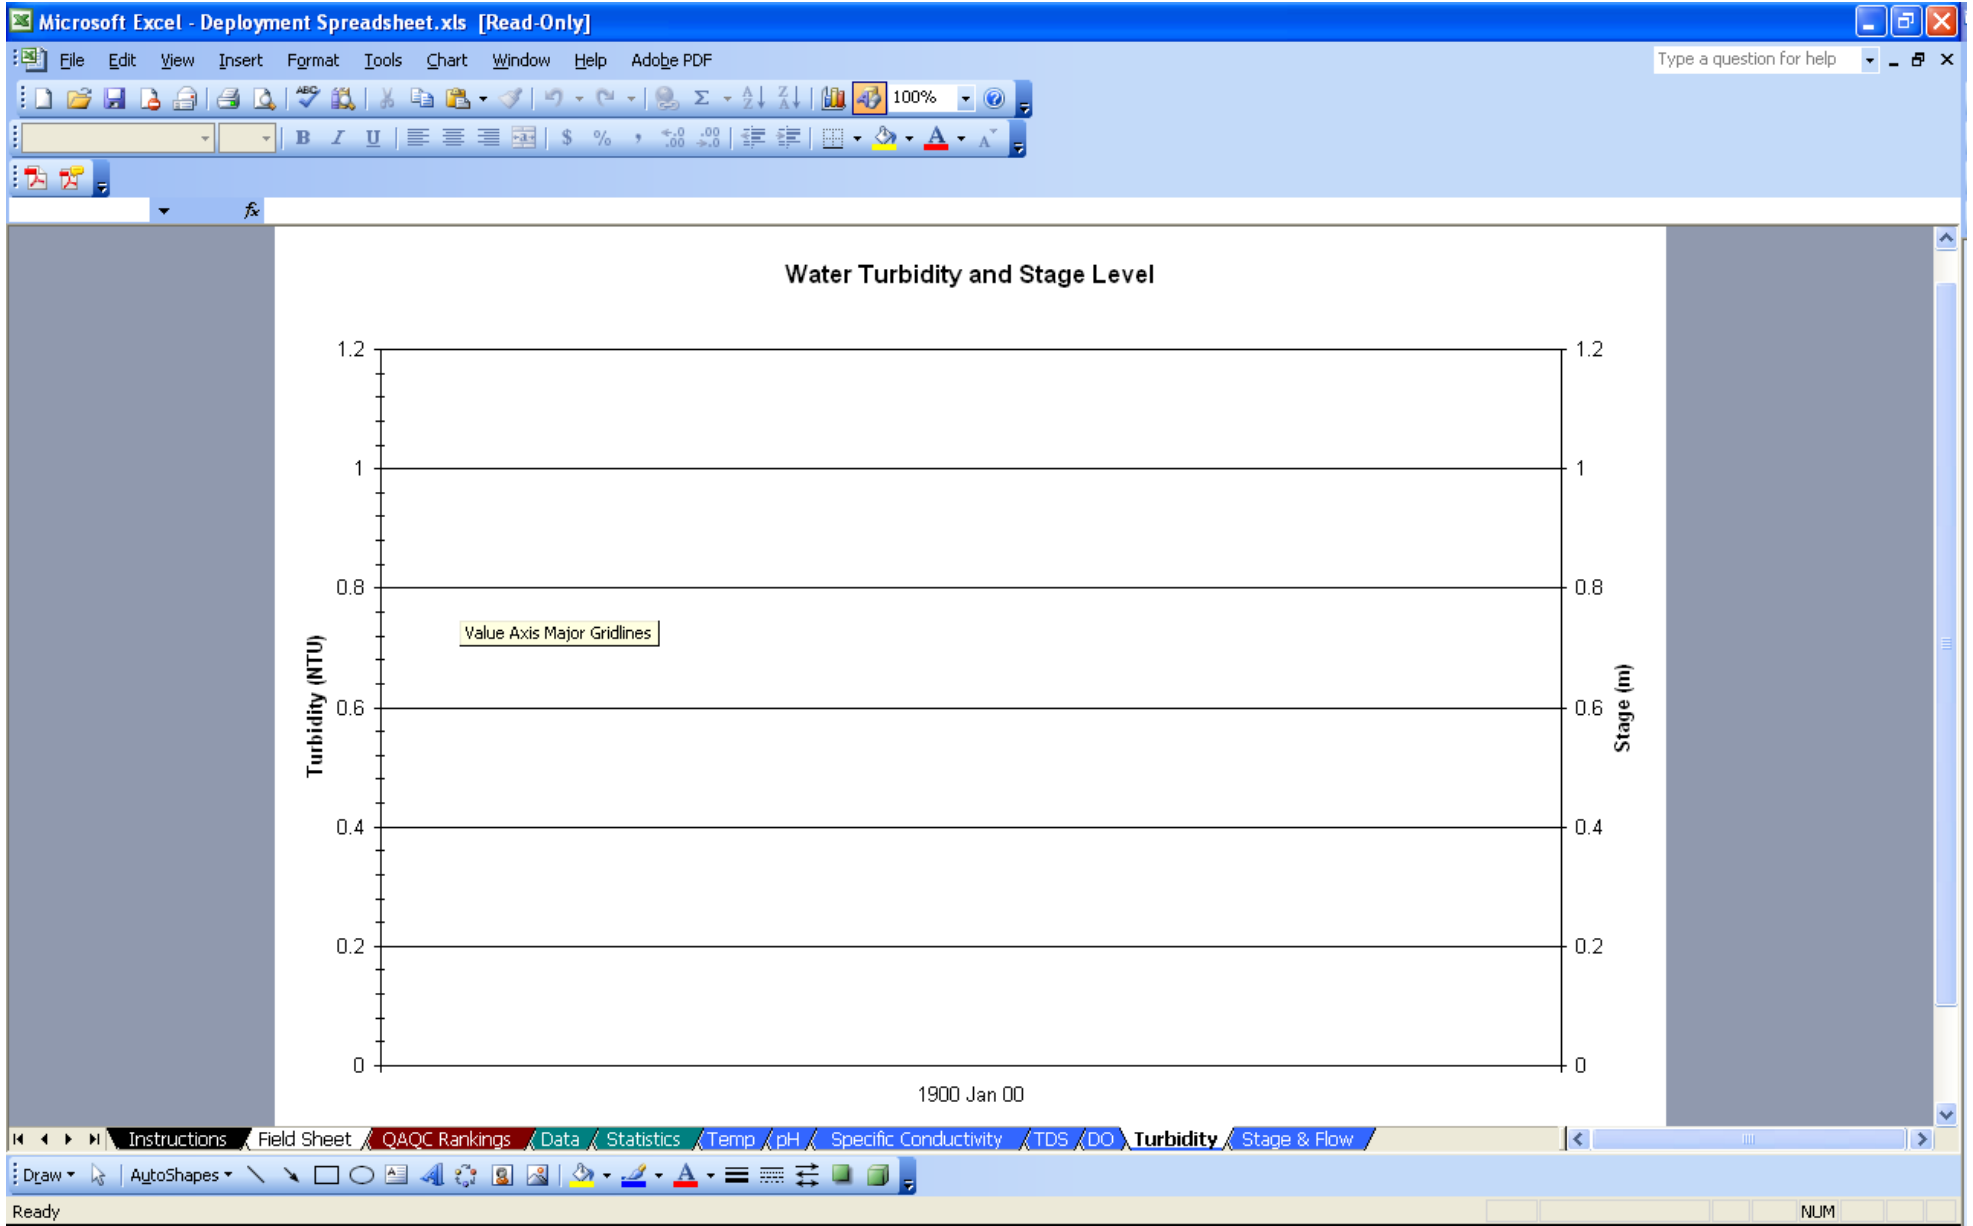 Microsoft Excel - Deployment Spreadsheet.xls [Read-Only]
File Edit View Insert Format Tools Chart Window Help Adobe PDF Type a question for help
100%
B I U $ % , A A
fx
Water Turbidity and Stage Level
1.2 1.2
1 1
0.8 0.8
Value Axis Major Gridlines
Turbidity (NTU)
Stage (m)
0.6 0.6
0.4 0.4
0.2 0.2
0 0
1900 Jan 00
Instructions Field Sheet QAQC Rankings Data Statistics Temp pH Specific Conductivity TDS DO Turbidity Stage & Flow
Draw AutoShapes A
Ready NUM